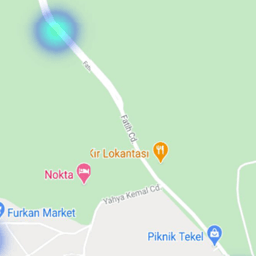 Fatih Cd.
Kır Lokantası
Nokta
Yahya Kemal Cd.
Furkan Market
Piknik Tekel